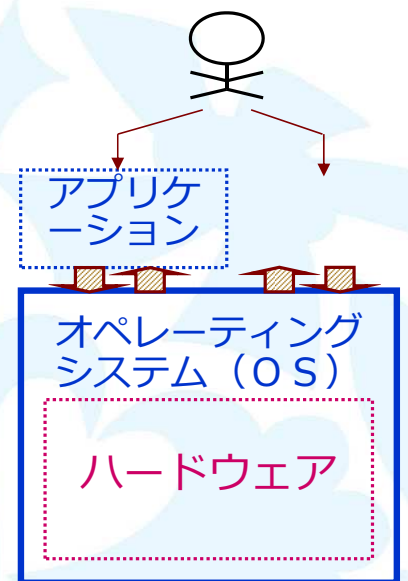 アプリケ
ーション
オペレーティング
システム（ＯＳ）
ハードウェア